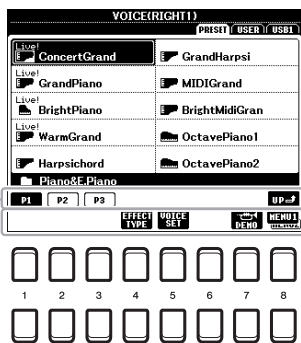 VOICE(RIGHT1)
PRESET USER USB1
Live! ConcertGrand GrandHarpsi
Live! GrandPiano MIDIGrand
Live! BrightPiano BrightMidiGran
Live! WarmGrand OctavePiano1
Harpsichord OctavePiano2
Piano&E.Piano
P1 P2 P3 UP
EFFECT TYPE VOICE SET DEMO MENU1
MENU2
1 2 3 4 5 6 7 8